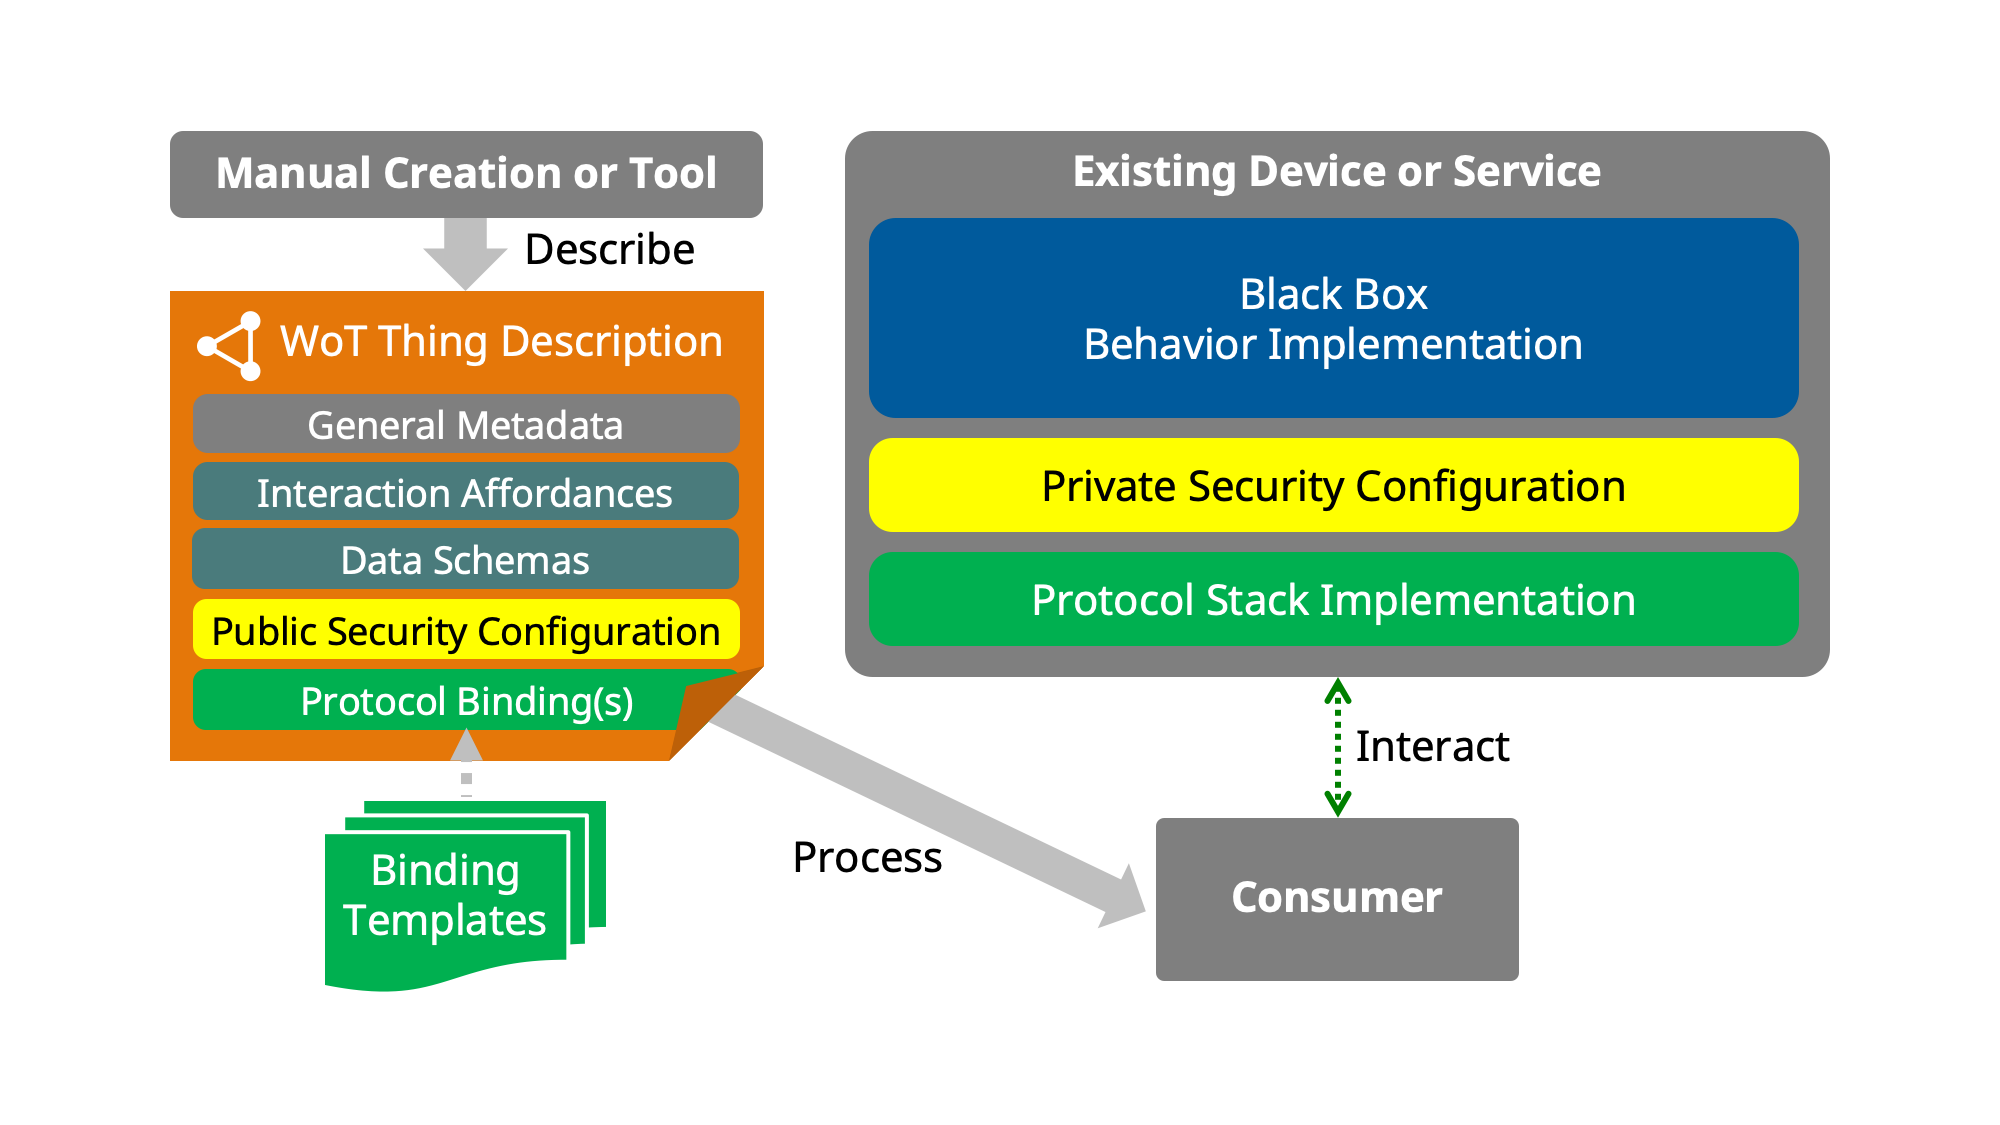 Manual Creation or Tool
Describe
WoT Thing Description
General Metadata
Interaction Affordances
Data Schemas
Public Security Configuration
Protocol Binding(s)
Binding
Templates
Process
Existing Device or Service
Black Box
Behavior Implementation
Private Security Configuration
Protocol Stack Implementation
Interact
Consumer